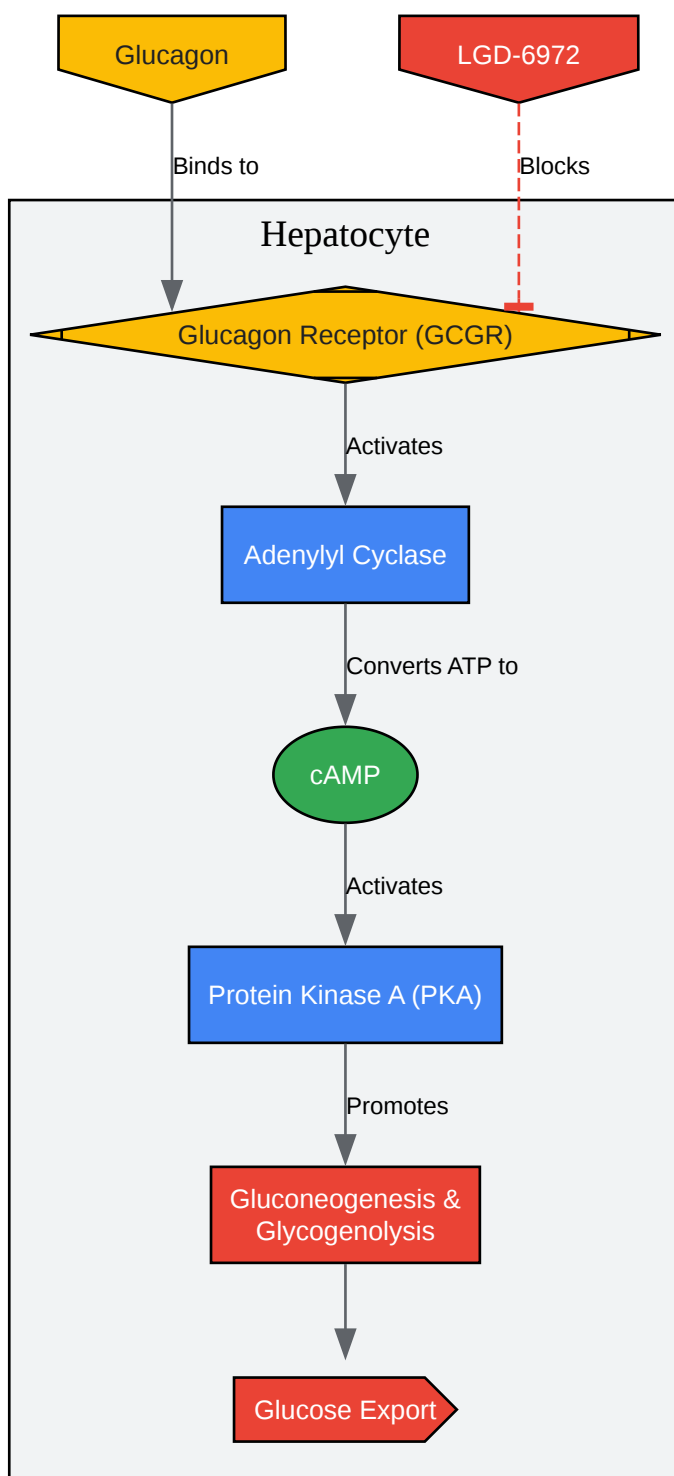 Glucagon
LGD-6972
Binds to
Blocks
Hepatocyte
Glucagon Receptor (GCGR)
Activates
Adenylyl Cyclase
Converts ATP to
cAMP
Activates
Protein Kinase A (PKA)
Promotes
Gluconeogenesis &
Glycogenolysis
Glucose Export